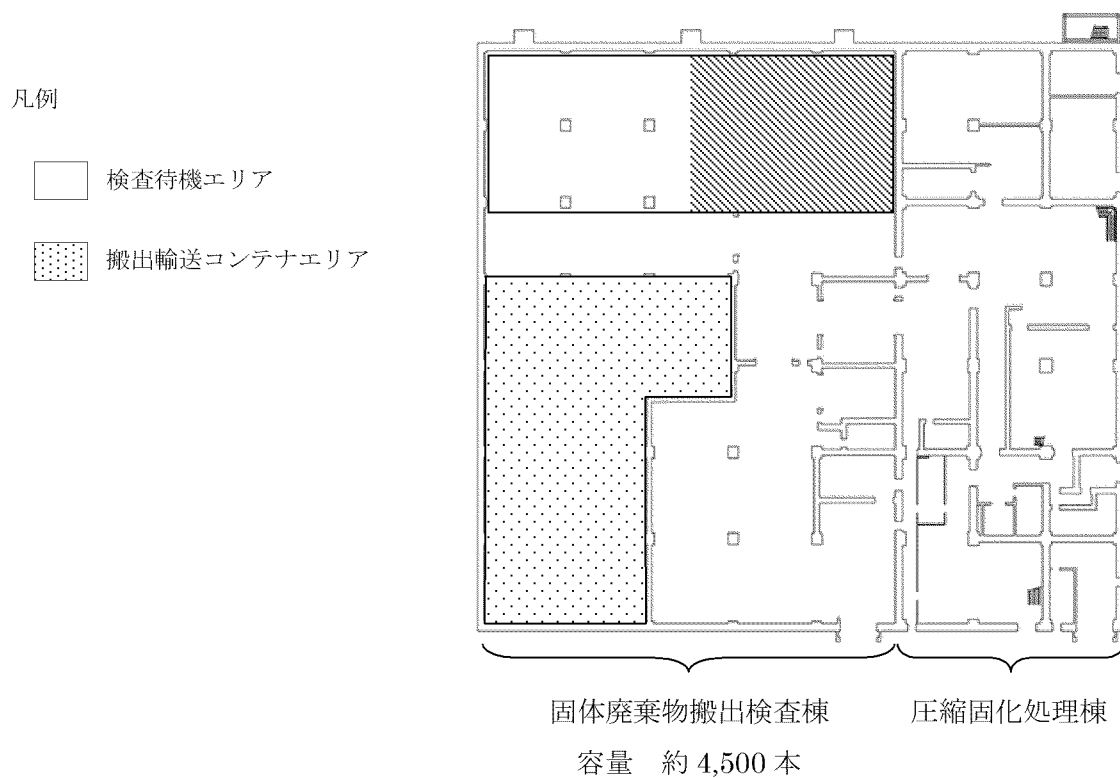 凡例
検査待機エリア
搬出輸送コンテナエリア
固体廃棄物搬出検査棟
圧縮固化処理棟
容量 約 4,500 本